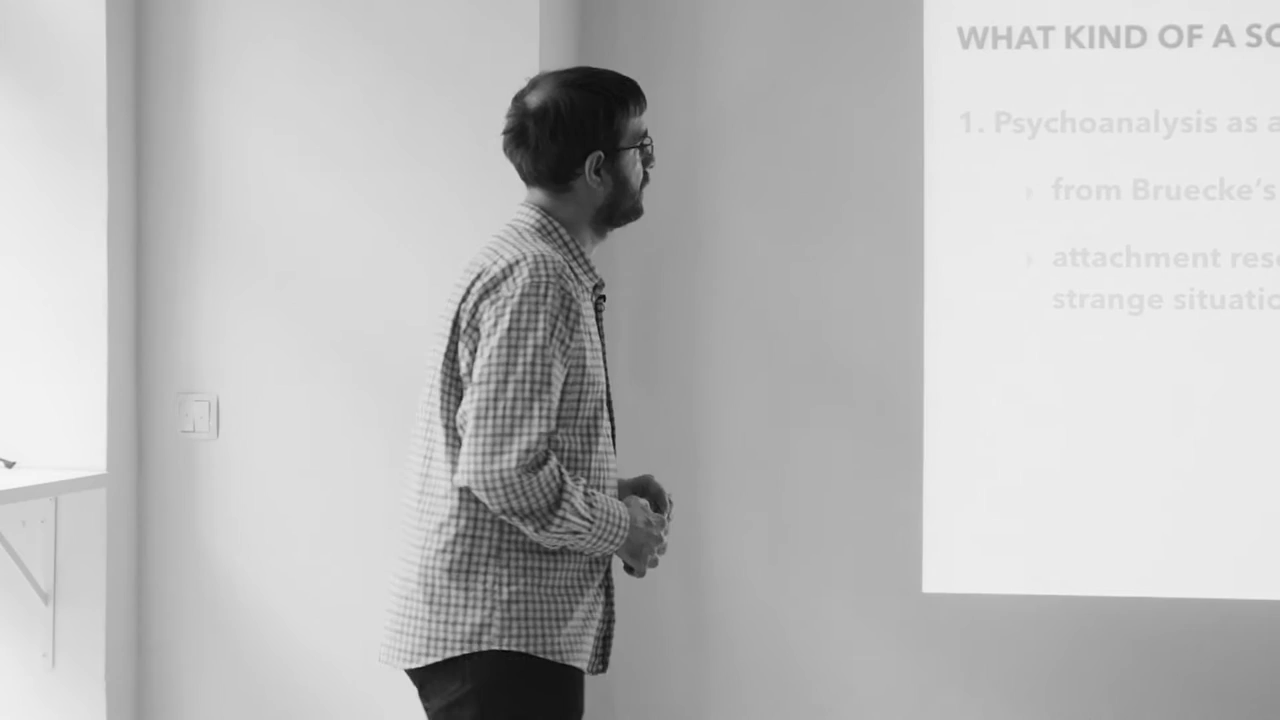 WHAT KIND OF A SC
1. Psychoanalysis as a
from Bruecke's
attachment rese
strange situatio